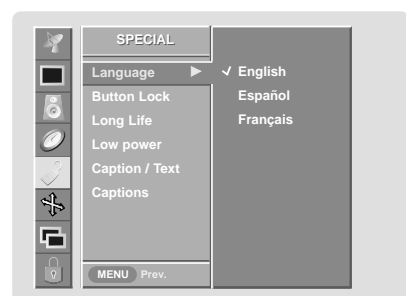 SPECIAL
Language
Button Lock
Long Life
Low power
Caption / Text
Captions
MENU Prev.
English
Español
Français